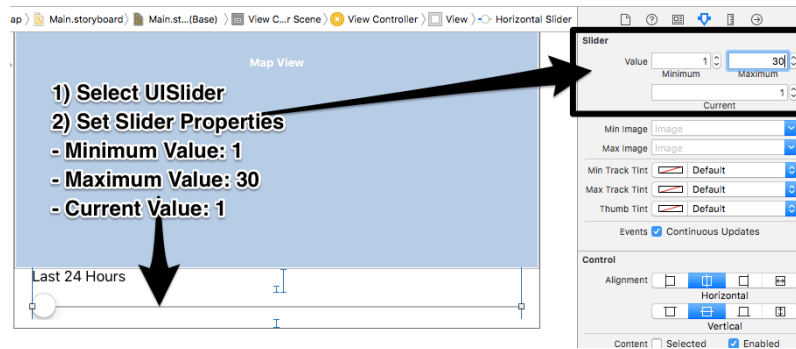 ap Main.storyboard Main.st...(Base) View C...r Scene View Controller View Horizontal Slider
Map View
1) Select UISlider
2) Set Slider Properties
- Minimum Value: 1
- Maximum Value: 30
- Current Value: 1
Last 24 Hours
Slider
Value 1 30
Minimum Maximum
1
Current
Min Image Image
Max Image Image
Min Track Tint Default
Max Track Tint Default
Thumb Tint Default
Events Continuous Updates
Control
Alignment
Horizontal
Vertical
Content Selected Enabled